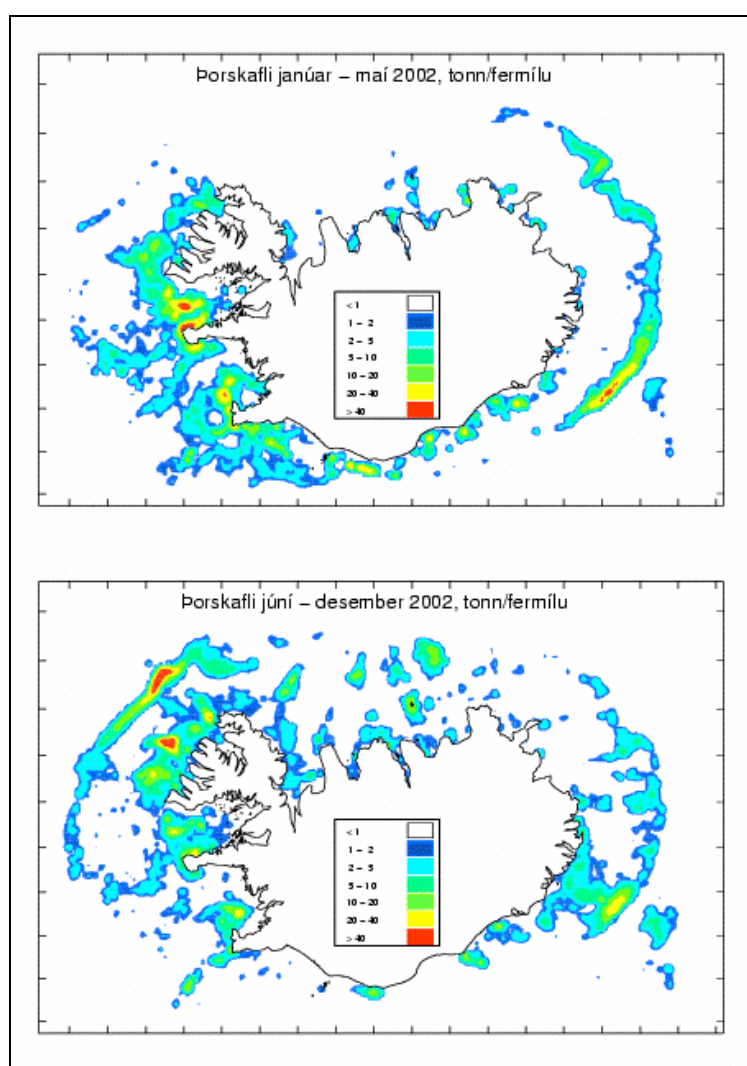 Þorskafli janúar – maí 2002, tonn/fermílu
< 1
1 – 2
2 – 5
5 – 10
10 – 20
20 – 40
> 40
Þorskafli júní – desember 2002, tonn/fermílu
< 1
1 – 2
2 – 5
5 – 10
10 – 20
20 – 40
> 40